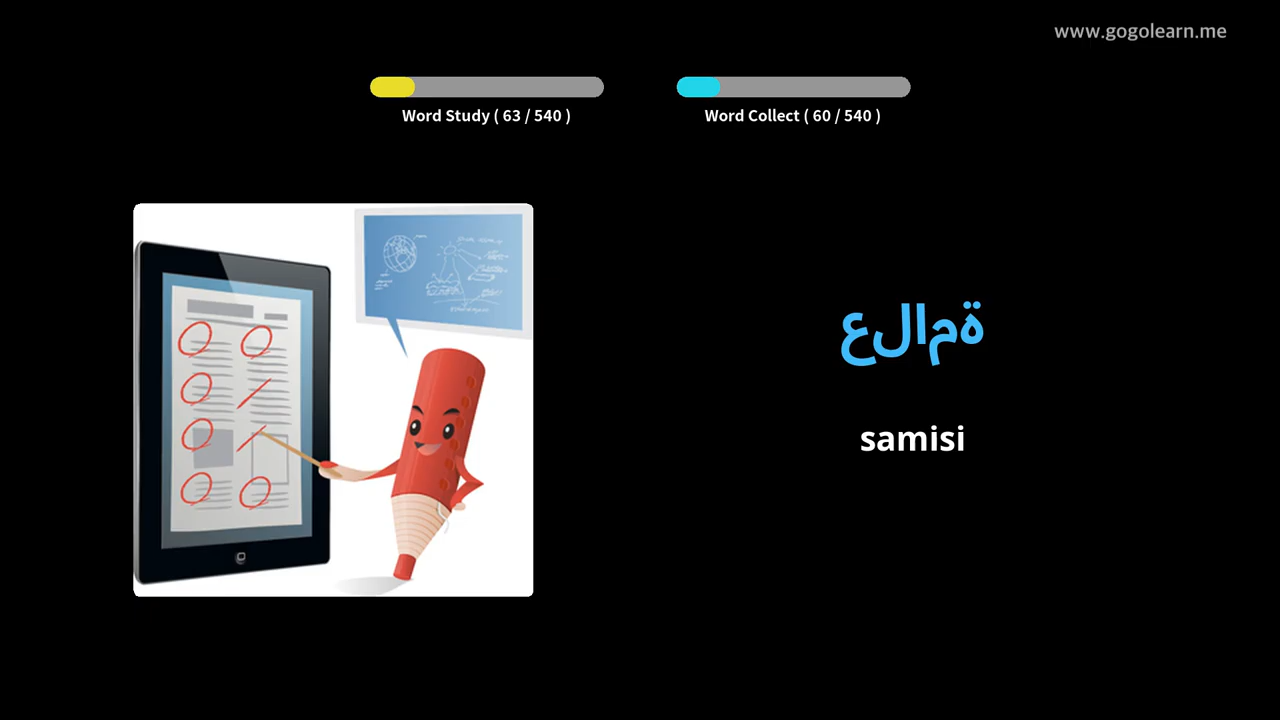 www.gogolearn.me
Word Study ( 63 / 540 )
Word Collect ( 60 / 540 )
علامة
samisi